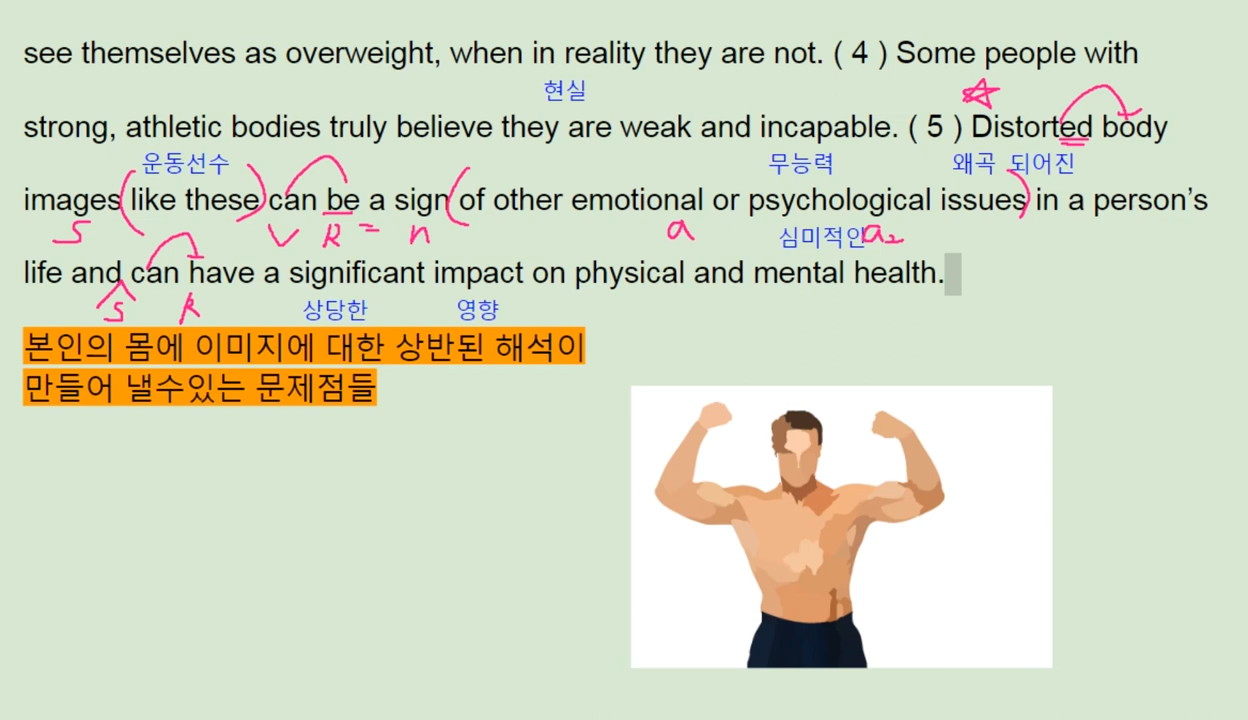 see themselves as overweight, when in reality they are not. ( 4 ) Some people with
현실
strong, athletic bodies truly believe they are weak and incapable. ( 5 ) Distorted body
운동선수 무능력 왜곡 되어진
images (like these) can be a sign (of other emotional or psychological issues) in a person's
S V R = n a 심미적인 a2
life and can have a significant impact on physical and mental health.
S R 상당한 영향
본인의 몸에 이미지에 대한 상반된 해석이
만들어 낼수있는 문제점들